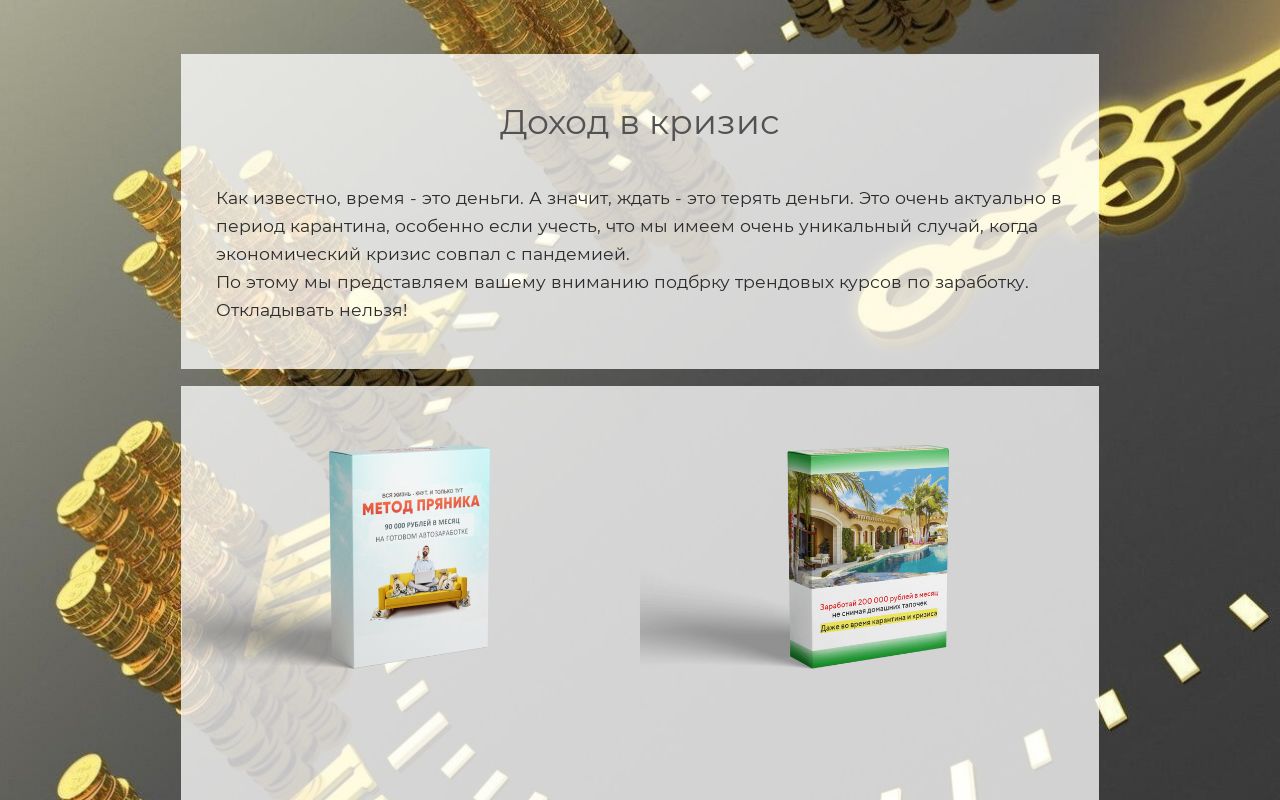 Доход в кризис
Как известно, время - это деньги. А значит, ждать - это терять деньги. Это очень актуально в
период карантина, особенно если учесть, что мы имеем очень уникальный случай, когда
экономический кризис совпал с пандемией.
По этому мы представляем вашему вниманию подбрку трендовых курсов по заработку.
Откладывать нельзя!
ВСЯ ЖИЗНЬ - КНУТ. И ТОЛЬКО ТУТ
МЕТОД ПРЯНИКА
90 000 РУБЛЕЙ В МЕСЯЦ
НА ГОТОВОМ АВТОЗАРАБОТКЕ
Заработай 200 000 рублей в месяц
не снимая домашних тапочек
Даже во время карантина и кризиса